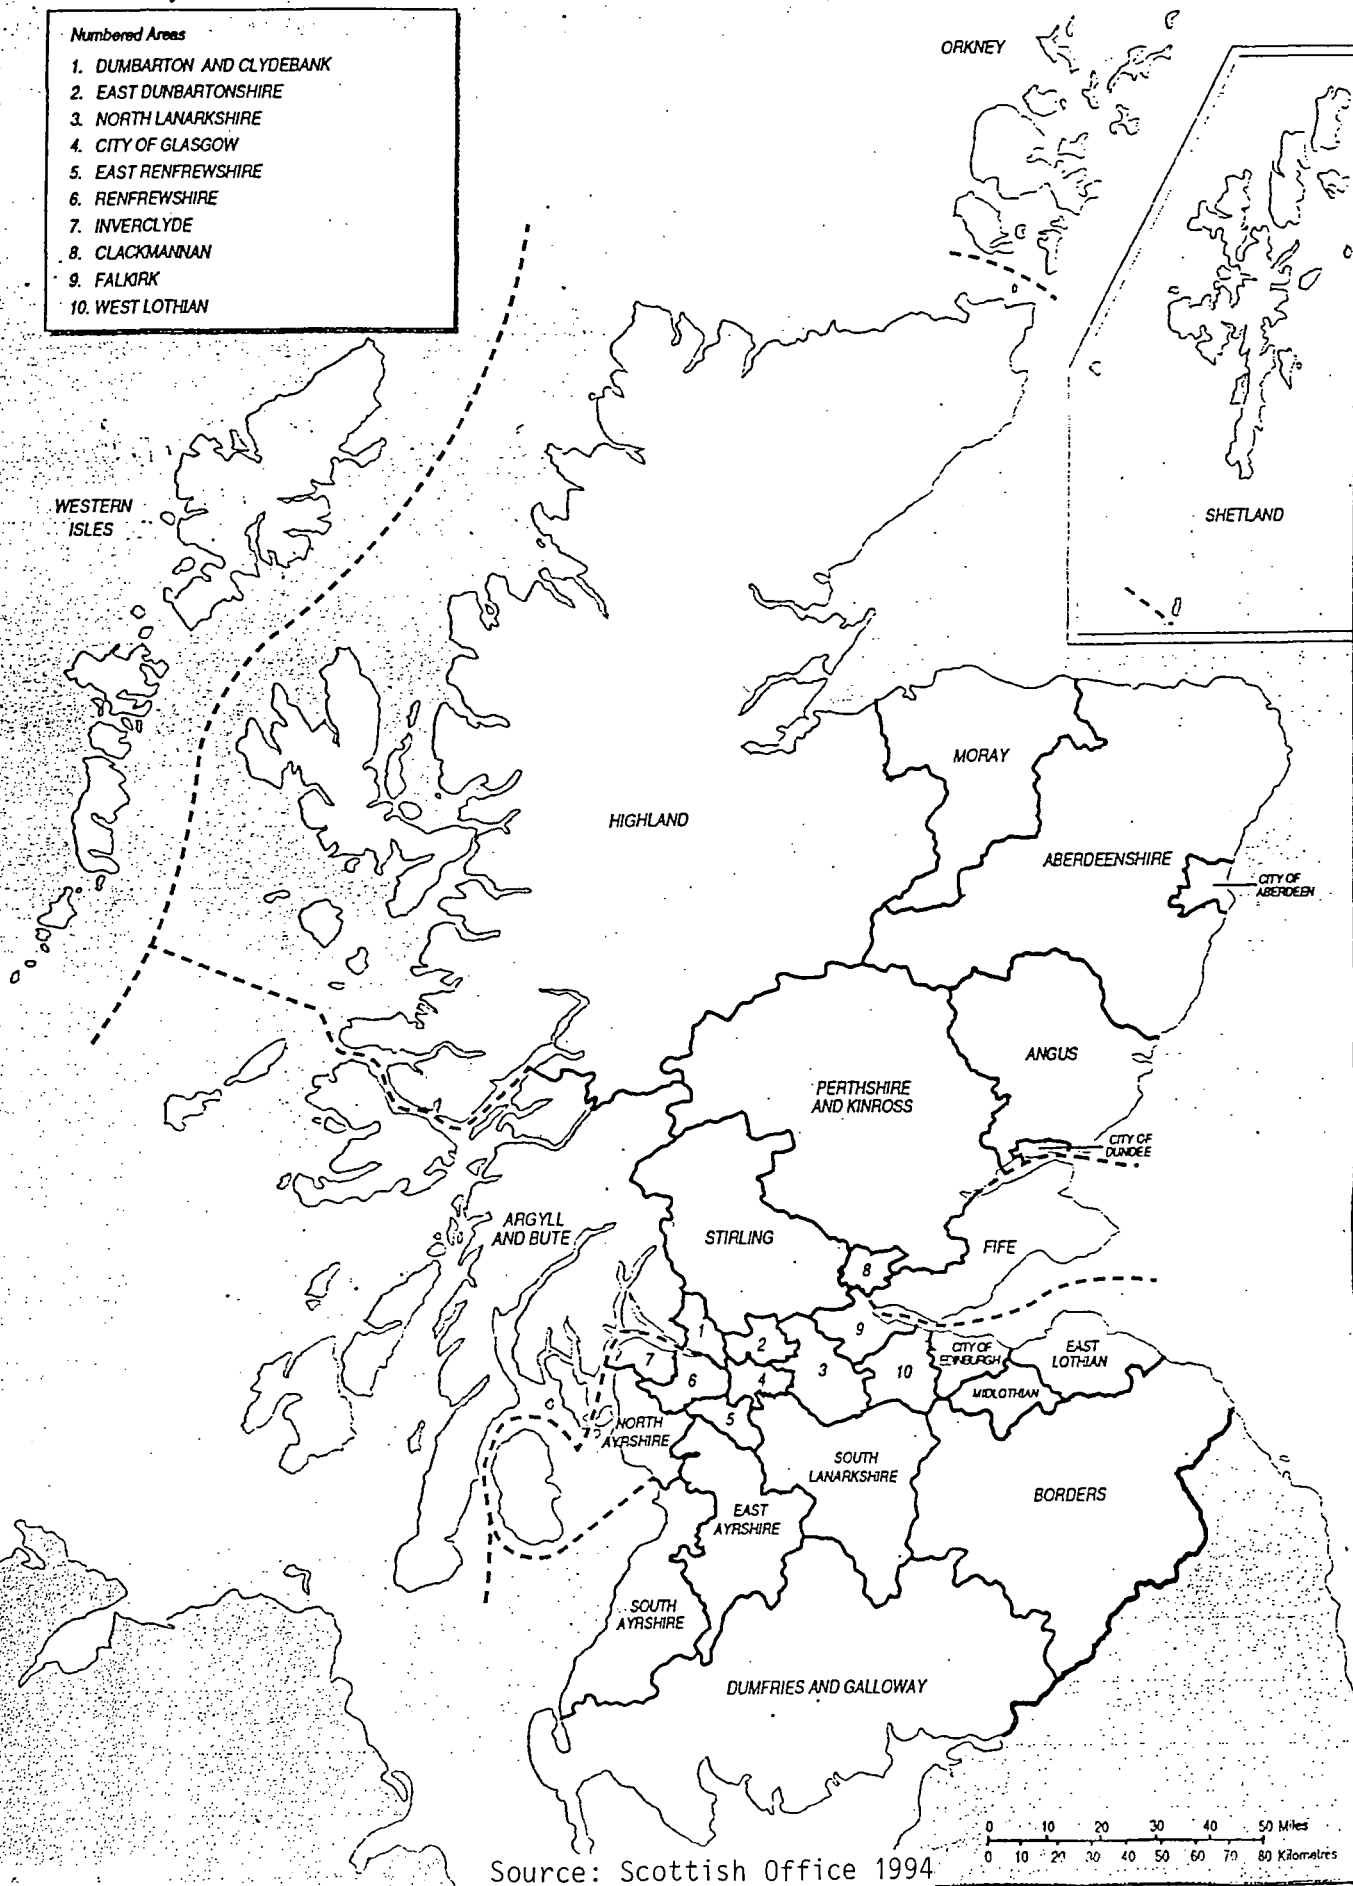 Numbered Areas
1. DUMBARTON AND CLYDEBANK
2. EAST DUNBARTONSHIRE
3. NORTH LANARKSHIRE
4. CITY OF GLASGOW
5. EAST RENFREWSHIRE
6. RENFREWSHIRE
7. INVERCLYDE
8. CLACKMANNAN
9. FALKIRK
10. WEST LOTHIAN
ORKNEY
SHETLAND
WESTERN
ISLES
MORAY
HIGHLAND
ABERDEENSHIRE
CITY OF
ABERDEEN
ANGUS
PERTHSHIRE
AND KINROSS
CITY OF
DUNDEE
ARGYLL
AND BUTE
STIRLING
FIFE
8
1
2
9
3
10
7
6
4
5
CITY OF
EDINBURGH
EAST
LOTHIAN
MIDLOTHIAN
NORTH
AYRSHIRE
SOUTH
LANARKSHIRE
EAST
AYRSHIRE
BORDERS
SOUTH
AYRSHIRE
DUMFRIES AND GALLOWAY
0 10 20 30 40 50 Miles
0 10 20 30 40 50 60 70 80 Kilometres
Source: Scottish Office 1994